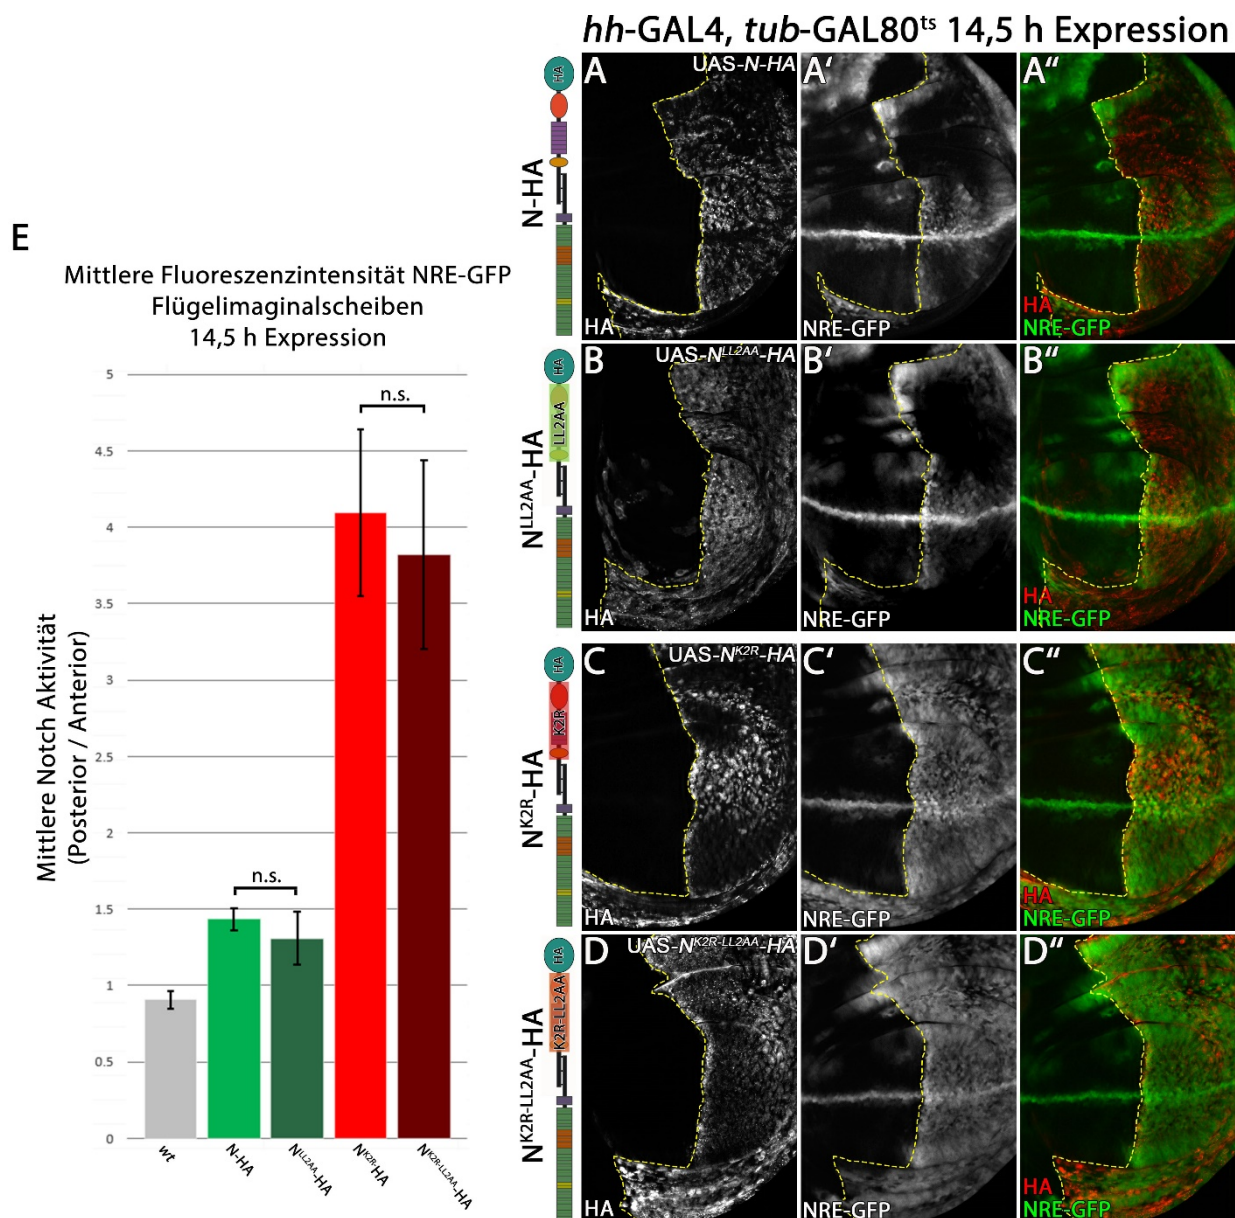 hh-GAL4, tub-GAL80ts 14,5 h Expression
E
Mittlere Fluoreszenzintensität NRE-GFP
Flügelimaginalscheiben
14,5 h Expression
Mittlere Notch Aktivität
(Posterior / Anterior)
5
4.5
4
3.5
3
2.5
2
1.5
1
0.5
0
n.s.
n.s.
wt
N-HA
NLL2AA-HA
NK2R-HA
NK2R-LL2AA-HA
N-HA
HA
A
UAS-N-HA
HA
A'
NRE-GFP
A"
HA
NRE-GFP
NLL2AA-HA
HA
LL2AA
B
UAS-NLL2AA-HA
HA
B'
NRE-GFP
B"
HA
NRE-GFP
NK2R-HA
HA
K2R
C
UAS-NK2R-HA
HA
C'
NRE-GFP
C"
HA
NRE-GFP
NK2R-LL2AA-HA
HA
K2R-LL2AA
D
UAS-NK2R-LL2AA-HA
HA
D'
NRE-GFP
D"
HA
NRE-GFP